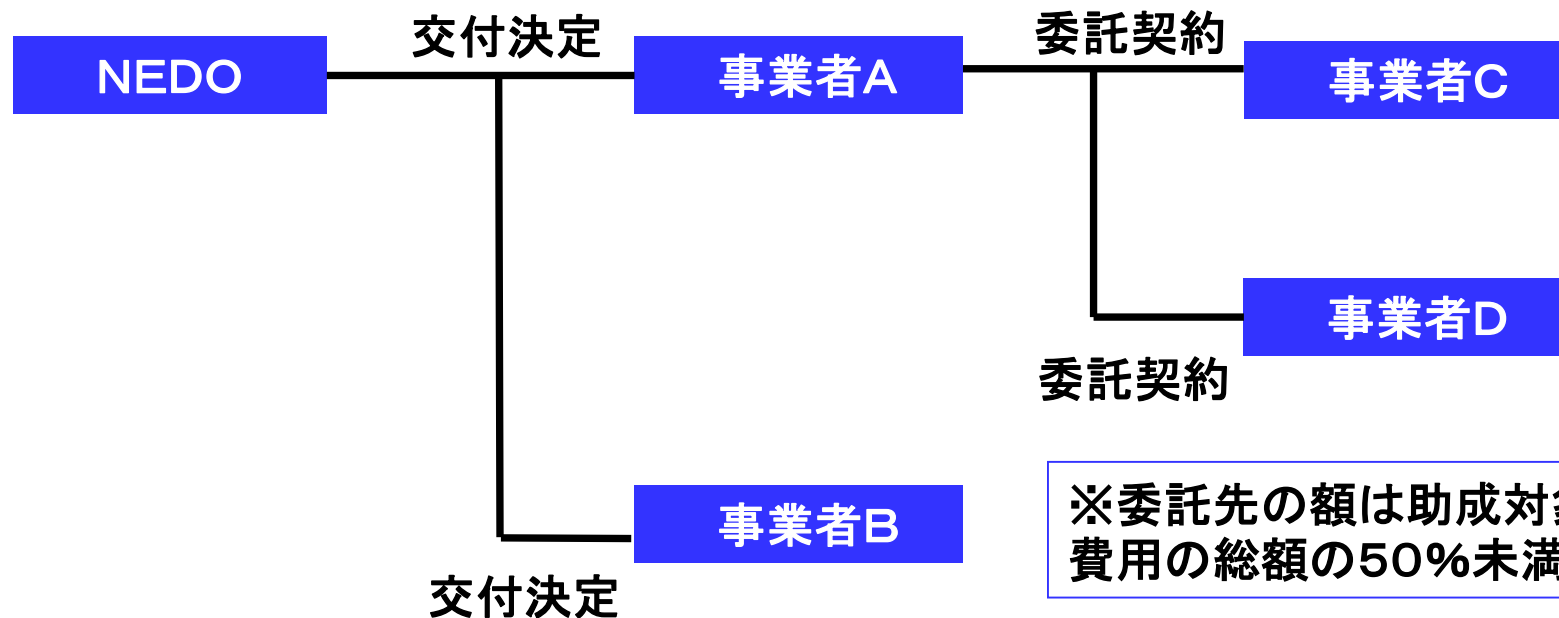 交付決定
委託契約
NEDO
事業者A
事業者C
事業者D
委託契約
※委託先の額は助成対
費用の総額の50%未満
事業者B
交付決定